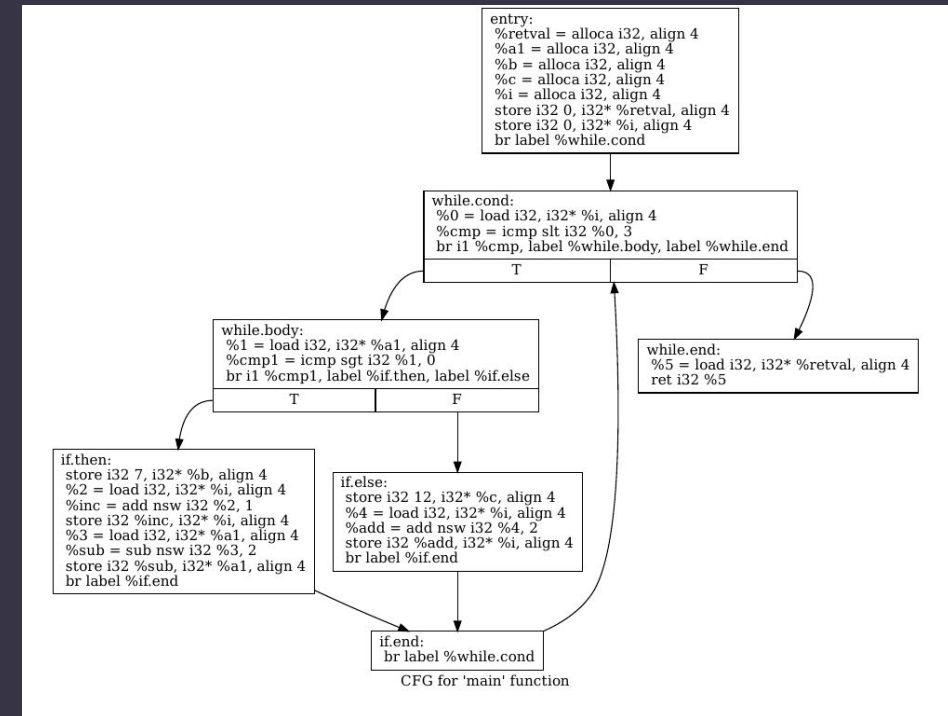 entry:
%retval = alloca i32, align 4
%a1 = alloca i32, align 4
%b = alloca i32, align 4
%c = alloca i32, align 4
%i = alloca i32, align 4
store i32 0, i32* %retval, align 4
store i32 0, i32* %i, align 4
br label %while.cond
while.cond:
%0 = load i32, i32* %i, align 4
%cmp = icmp slt i32 %0, 3
br i1 %cmp, label %while.body, label %while.end
T
F
while.body:
%1 = load i32, i32* %a1, align 4
%cmp1 = icmp sgt i32 %1, 0
br i1 %cmp1, label %if.then, label %if.else
T
F
while.end:
%5 = load i32, i32* %retval, align 4
ret i32 %5
if.then:
store i32 7, i32* %b, align 4
%2 = load i32, i32* %i, align 4
%inc = add nsw i32 %2, 1
store i32 %inc, i32* %i, align 4
%3 = load i32, i32* %a1, align 4
%sub = sub nsw i32 %3, 2
store i32 %sub, i32* %a1, align 4
br label %if.end
if.else:
store i32 12, i32* %c, align 4
%4 = load i32, i32* %i, align 4
%add = add nsw i32 %4, 2
store i32 %add, i32* %i, align 4
br label %if.end
if.end:
br label %while.cond
CFG for 'main' function